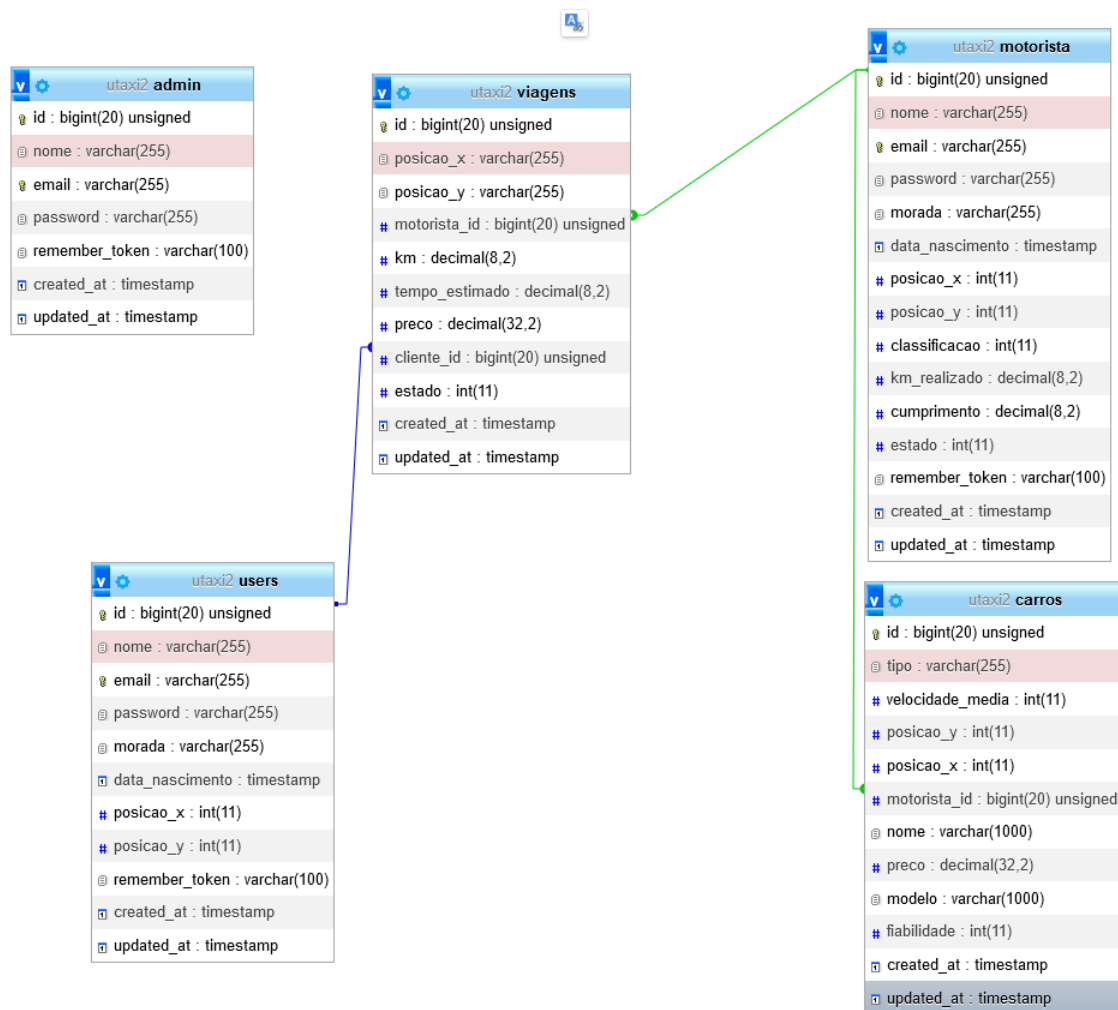 utaxi2 admin
id : bigint(20) unsigned
nome : varchar(255)
email : varchar(255)
password : varchar(255)
remember_token : varchar(100)
created_at : timestamp
updated_at : timestamp
utaxi2 viagens
id : bigint(20) unsigned
posicao_x : varchar(255)
posicao_y : varchar(255)
motorista_id : bigint(20) unsigned
km : decimal(8,2)
tempo_estimado : decimal(8,2)
preco : decimal(32,2)
cliente_id : bigint(20) unsigned
estado : int(11)
created_at : timestamp
updated_at : timestamp
utaxi2 motorista
id : bigint(20) unsigned
nome : varchar(255)
email : varchar(255)
password : varchar(255)
morada : varchar(255)
data_nascimento : timestamp
posicao_x : int(11)
posicao_y : int(11)
classificacao : int(11)
km_realizado : decimal(8,2)
cumprimento : decimal(8,2)
estado : int(11)
remember_token : varchar(100)
created_at : timestamp
updated_at : timestamp
utaxi2 users
id : bigint(20) unsigned
nome : varchar(255)
email : varchar(255)
password : varchar(255)
morada : varchar(255)
data_nascimento : timestamp
posicao_x : int(11)
posicao_y : int(11)
remember_token : varchar(100)
created_at : timestamp
updated_at : timestamp
utaxi2 carros
id : bigint(20) unsigned
tipo : varchar(255)
velocidade_media : int(11)
posicao_y : int(11)
posicao_x : int(11)
motorista_id : bigint(20) unsigned
nome : varchar(1000)
preco : decimal(32,2)
modelo : varchar(1000)
fiabilidade : int(11)
created_at : timestamp
updated_at : timestamp